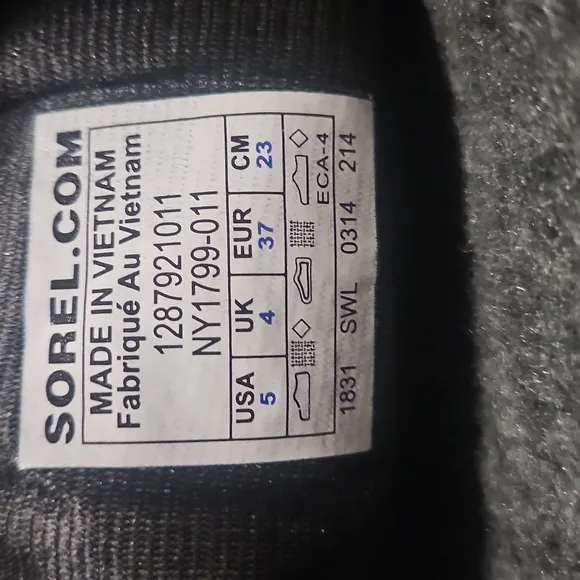 SOREL.COM
MADE IN VIETNAM
Fabriqué Au Vietnam
1287921011
NY1799-011
USA UK EUR CM
5 4 37 23
ECA-4
1831 SWL 0314 214